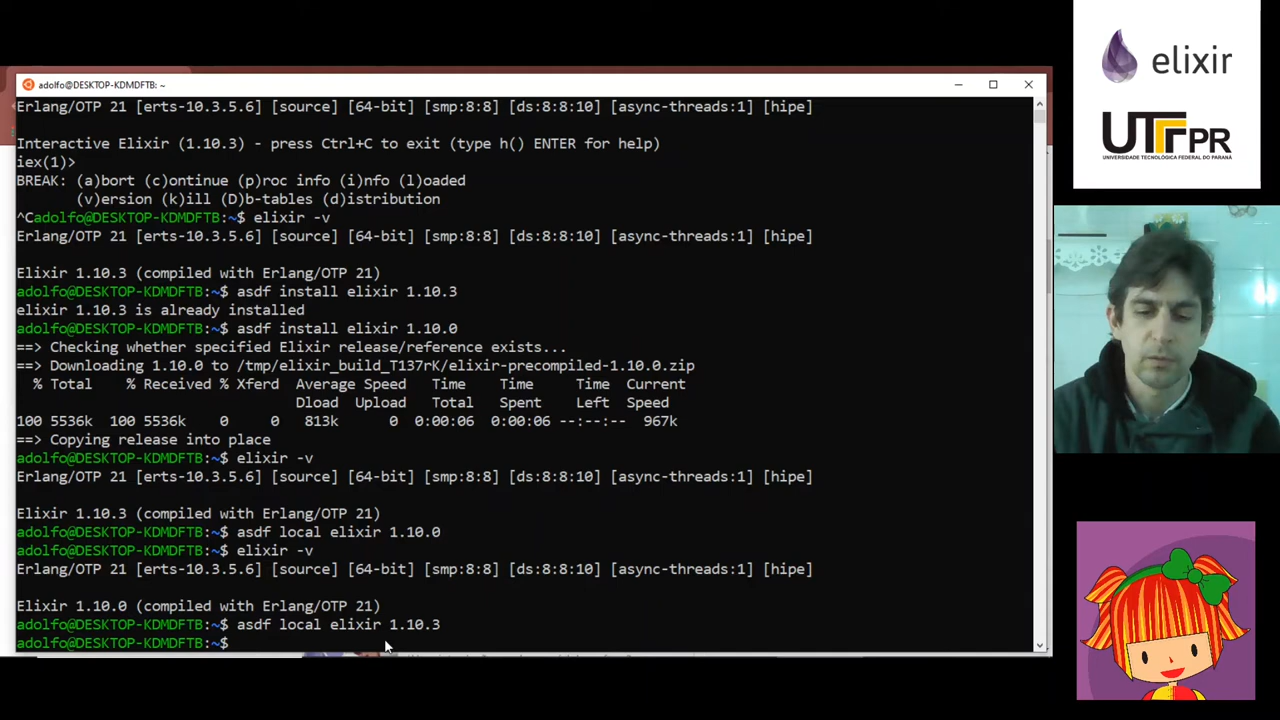 adolfo@DESKTOP-KDMDFTB: ~
Erlang/OTP 21 [erts-10.3.5.6] [source] [64-bit] [smp:8:8] [ds:8:8:10] [async-threads:1] [hipe]
Interactive Elixir (1.10.3) - press Ctrl+C to exit (type h() ENTER for help)
iex(1)>
BREAK: (a)bort (c)ontinue (p)roc info (i)nfo (l)oaded
(v)ersion (k)ill (D)b-tables (d)istribution
^Cadolfo@DESKTOP-KDMDFTB:~$ elixir -v
Erlang/OTP 21 [erts-10.3.5.6] [source] [64-bit] [smp:8:8] [ds:8:8:10] [async-threads:1] [hipe]
Elixir 1.10.3 (compiled with Erlang/OTP 21)
adolfo@DESKTOP-KDMDFTB:~$ asdf install elixir 1.10.3
elixir 1.10.3 is already installed
adolfo@DESKTOP-KDMDFTB:~$ asdf install elixir 1.10.0
==> Checking whether specified Elixir release/reference exists...
==> Downloading 1.10.0 to /tmp/elixir_build_T137rK/elixir-precompiled-1.10.0.zip
% Total % Received % Xferd Average Speed Time Time Time Current
Dload Upload Total Spent Left Speed
100 5536k 100 5536k 0 0 813k 0 0:00:06 0:00:06 --:--:-- 967k
==> Copying release into place
adolfo@DESKTOP-KDMDFTB:~$ elixir -v
Erlang/OTP 21 [erts-10.3.5.6] [source] [64-bit] [smp:8:8] [ds:8:8:10] [async-threads:1] [hipe]
Elixir 1.10.3 (compiled with Erlang/OTP 21)
adolfo@DESKTOP-KDMDFTB:~$ asdf local elixir 1.10.0
adolfo@DESKTOP-KDMDFTB:~$ elixir -v
Erlang/OTP 21 [erts-10.3.5.6] [source] [64-bit] [smp:8:8] [ds:8:8:10] [async-threads:1] [hipe]
Elixir 1.10.0 (compiled with Erlang/OTP 21)
adolfo@DESKTOP-KDMDFTB:~$ asdf local elixir 1.10.3
adolfo@DESKTOP-KDMDFTB:~$
elixir
UTFPR
UNIVERSIDADE TECNOLÓGICA FEDERAL DO PARANÁ